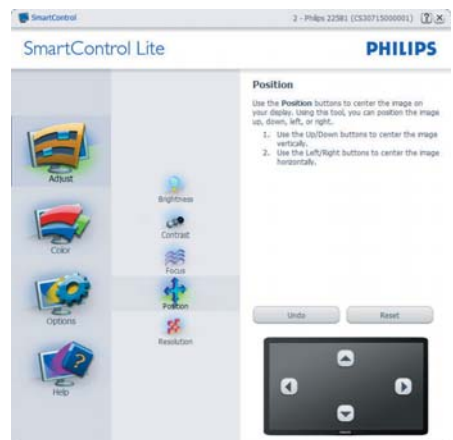 SmartControl
2 - Philips 225B1 (CS30715000001)
SmartControl Lite
PHILIPS
Adjust
Color
Options
Help
Brightness
Contrast
Focus
Position
Resolution
Position
Use the Position buttons to center the image on
your display. Using this tool, you can position the image
up, down, left, or right.
1. Use the Up/Down buttons to center the image
vertically.
2. Use the Left/Right buttons to center the image
horizontally.
Undo
Reset